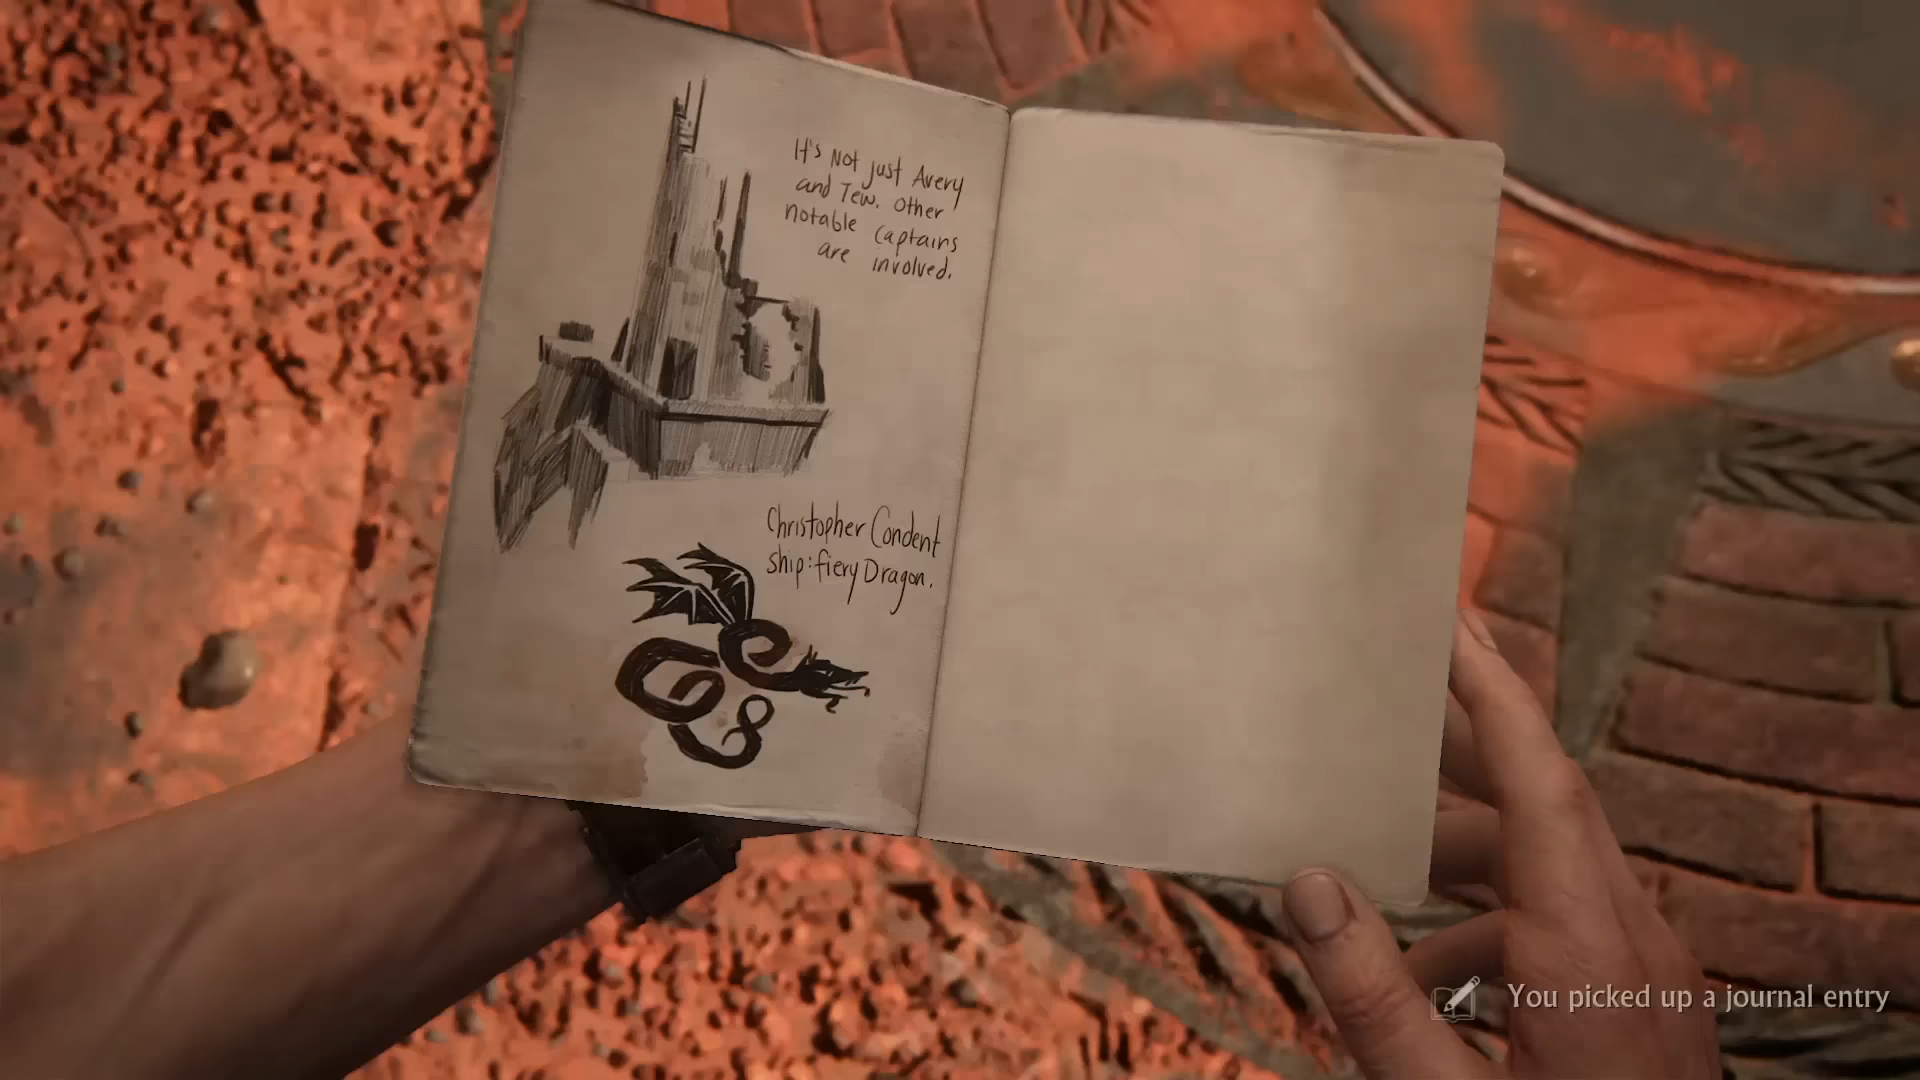 It's Not just Avery
and Tew. Other
notable Captains
are involved.
Christopher Condent
ship: fiery Dragon.
You picked up a journal entry